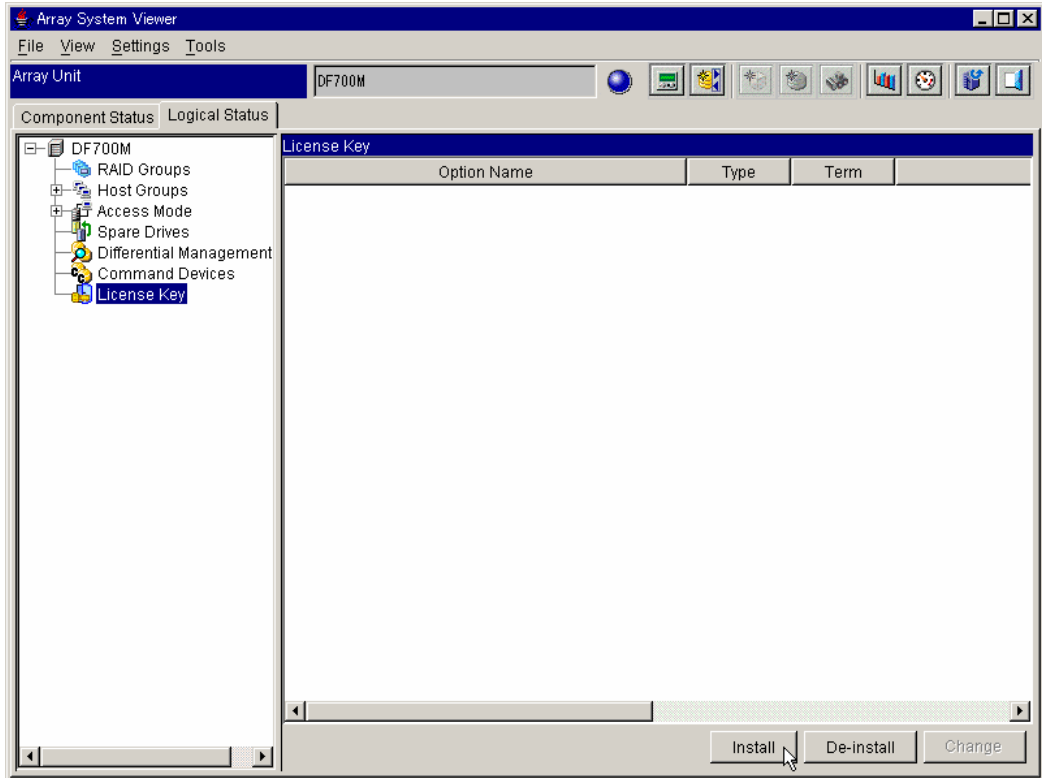 Array System Viewer
File View Settings Tools
Array Unit DF700M
Component Status Logical Status
DF700M
RAID Groups
Host Groups
Access Mode
Spare Drives
Differential Management
Command Devices
License Key
License Key
Option Name Type Term
Install De-install Change